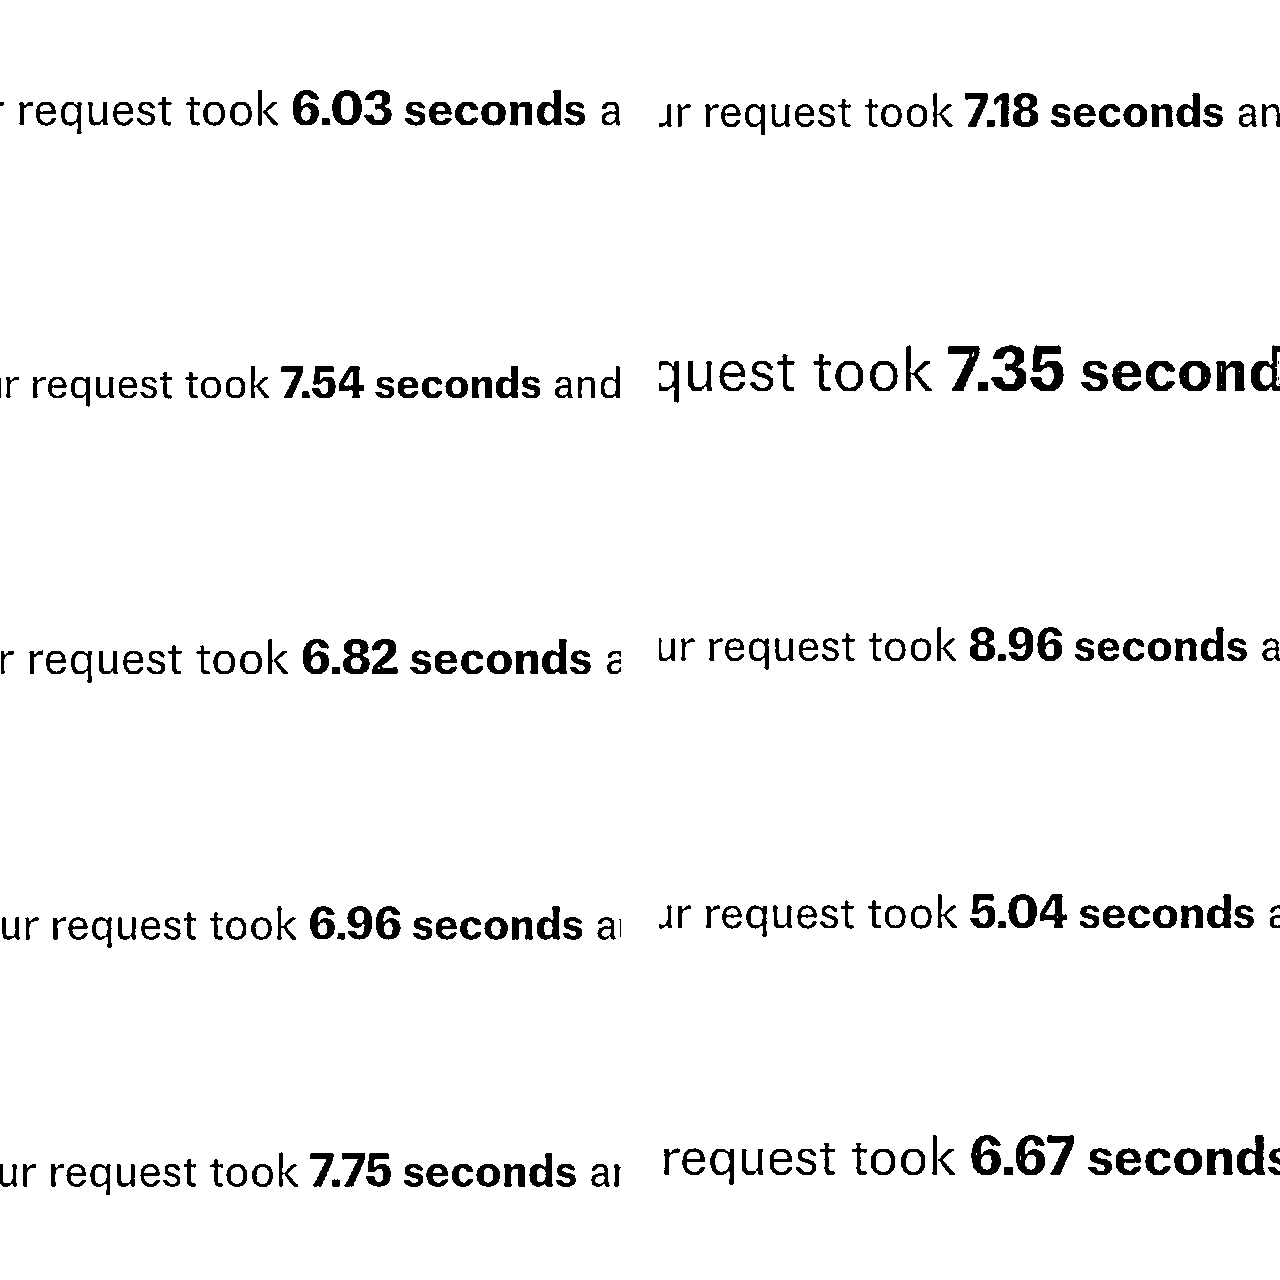 r request took 6.03 seconds a
ur request took 7.18 seconds an
ur request took 7.54 seconds and
quest took 7.35 second
r request took 6.82 seconds a
ur request took 8.96 seconds a
ur request took 6.96 seconds a
ur request took 5.04 seconds a
ur request took 7.75 seconds ar
request took 6.67 seconds